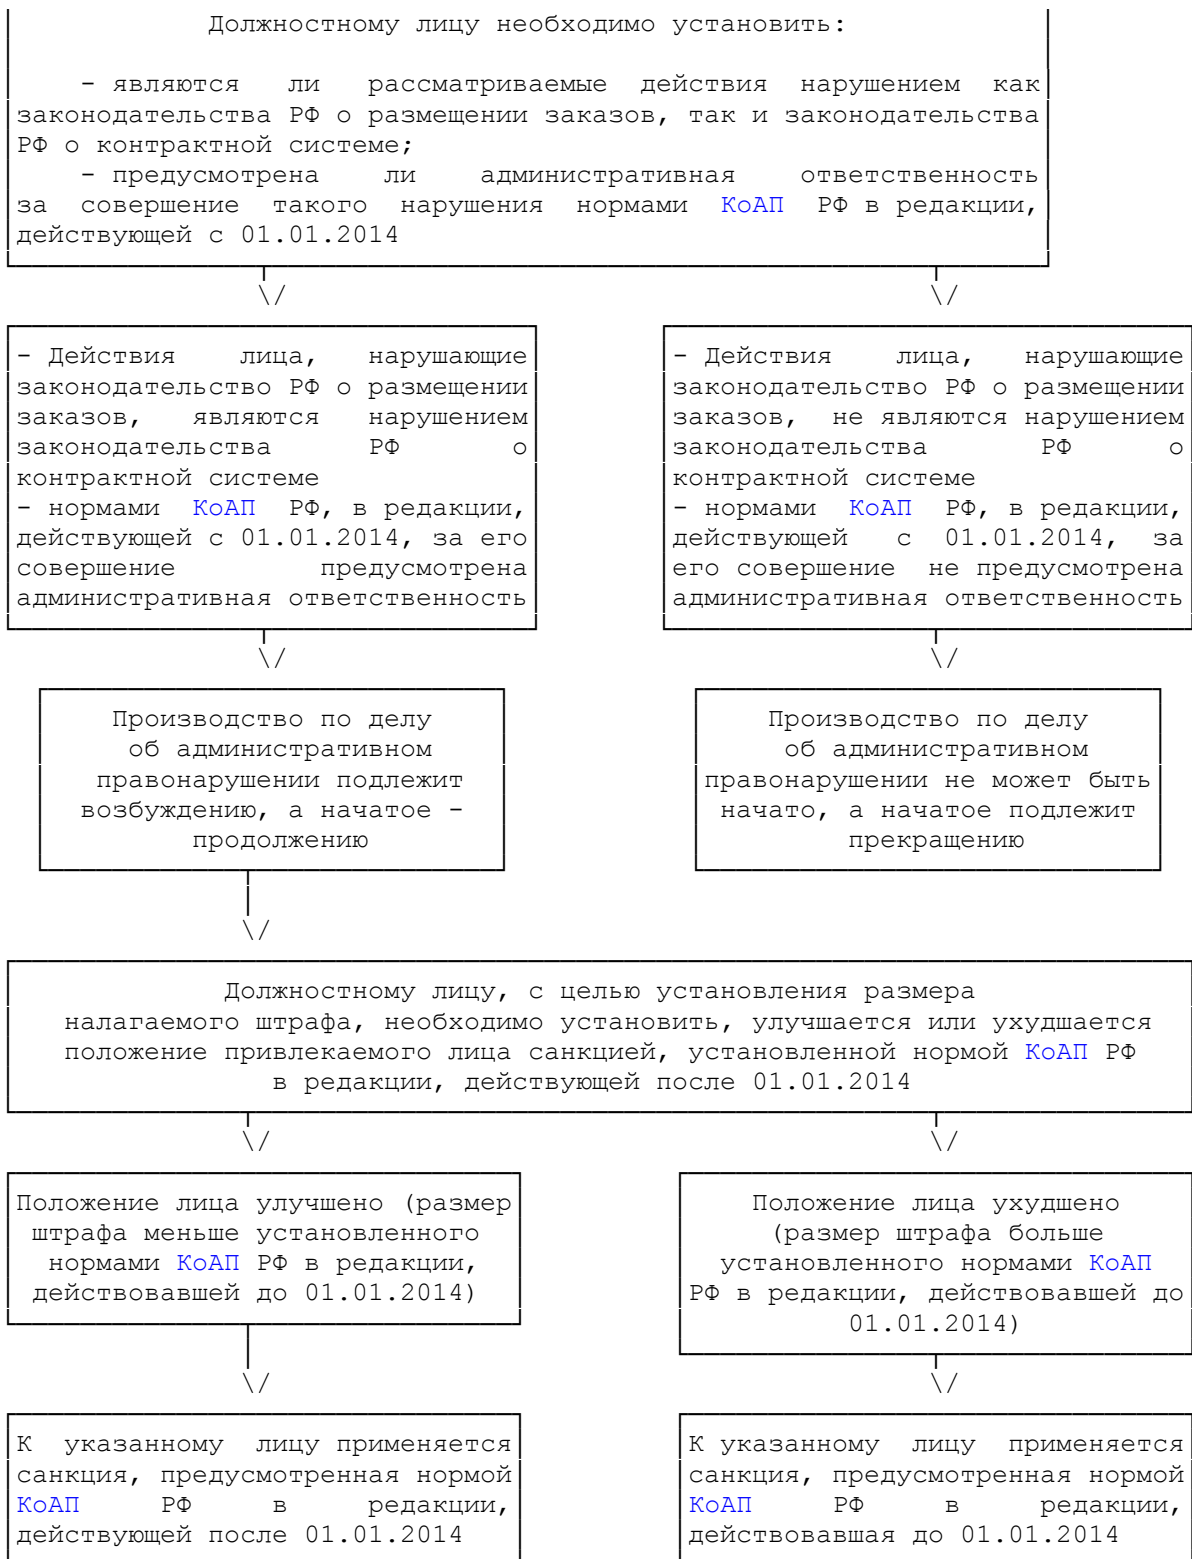 Должностному лицу необходимо установить:
- являются ли рассматриваемые действия нарушением как
законодательства РФ о размещении заказов, так и законодательства
РФ о контрактной системе;
- предусмотрена ли административная ответственность
за совершение такого нарушения нормами КоАП РФ в редакции,
действующей с 01.01.2014
\/
\/
- Действия лица, нарушающие
законодательство РФ о размещении
заказов, являются нарушением
законодательства РФ о
контрактной системе
- нормами КоАП РФ, в редакции,
действующей с 01.01.2014, за его
совершение предусмотрена
административная ответственность
- Действия лица, нарушающие
законодательство РФ о размещении
заказов, не являются нарушением
законодательства РФ о
контрактной системе
- нормами КоАП РФ, в редакции,
действующей с 01.01.2014, за
его совершение не предусмотрена
административная ответственность
\/
\/
Производство по делу
об административном
правонарушении подлежит
возбуждению, а начатое -
продолжению
Производство по делу
об административном
правонарушении не может быть
начато, а начатое подлежит
прекращению
\/
Должностному лицу, с целью установления размера
налагаемого штрафа, необходимо установить, улучшается или ухудшается
положение привлекаемого лица санкцией, установленной нормой КоАП РФ
в редакции, действующей после 01.01.2014
\/
\/
Положение лица улучшено (размер
штрафа меньше установленного
нормами КоАП РФ в редакции,
действовавшей до 01.01.2014)
Положение лица ухудшено
(размер штрафа больше
установленного нормами КоАП
РФ в редакции, действовавшей до
01.01.2014)
\/
\/
К указанному лицу применяется
санкция, предусмотренная нормой
КоАП РФ в редакции,
действующей после 01.01.2014
К указанному лицу применяется
санкция, предусмотренная нормой
КоАП РФ в редакции,
действовавшая до 01.01.2014